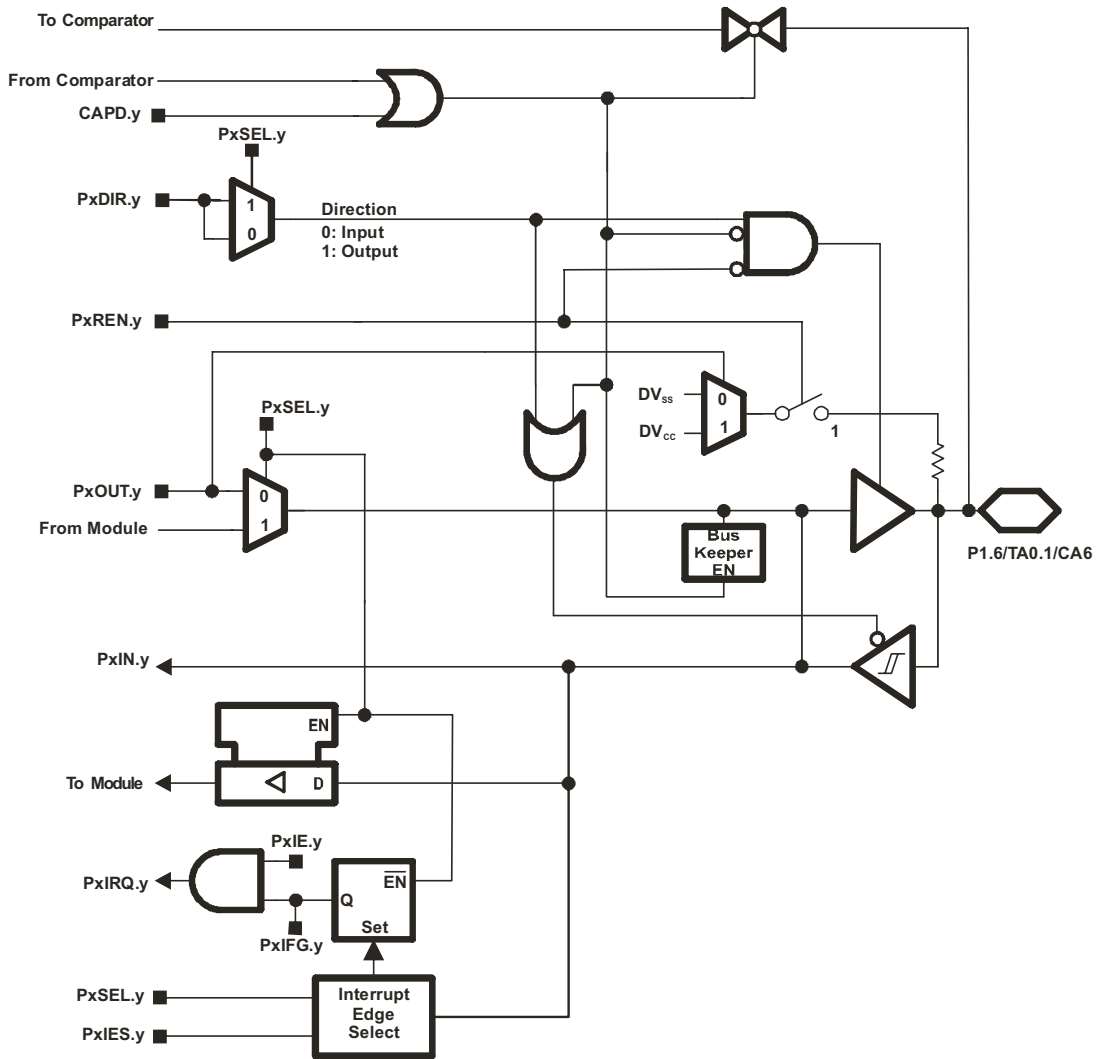 To Comparator
From Comparator
CAPD.y
PxSEL.y
PxDIR.y
1
0
Direction
0: Input
1: Output
PxREN.y
DVSS
0
DVCC
1
1
PxSEL.y
PxOUT.y
0
From Module
1
Bus
Keeper
EN
P1.6/TA0.1/CA6
PxIN.y
EN
To Module
D
PxIE.y
PxIRQ.y
EN
Q
Set
PxIFG.y
PxSEL.y
PxIES.y
Interrupt
Edge
Select